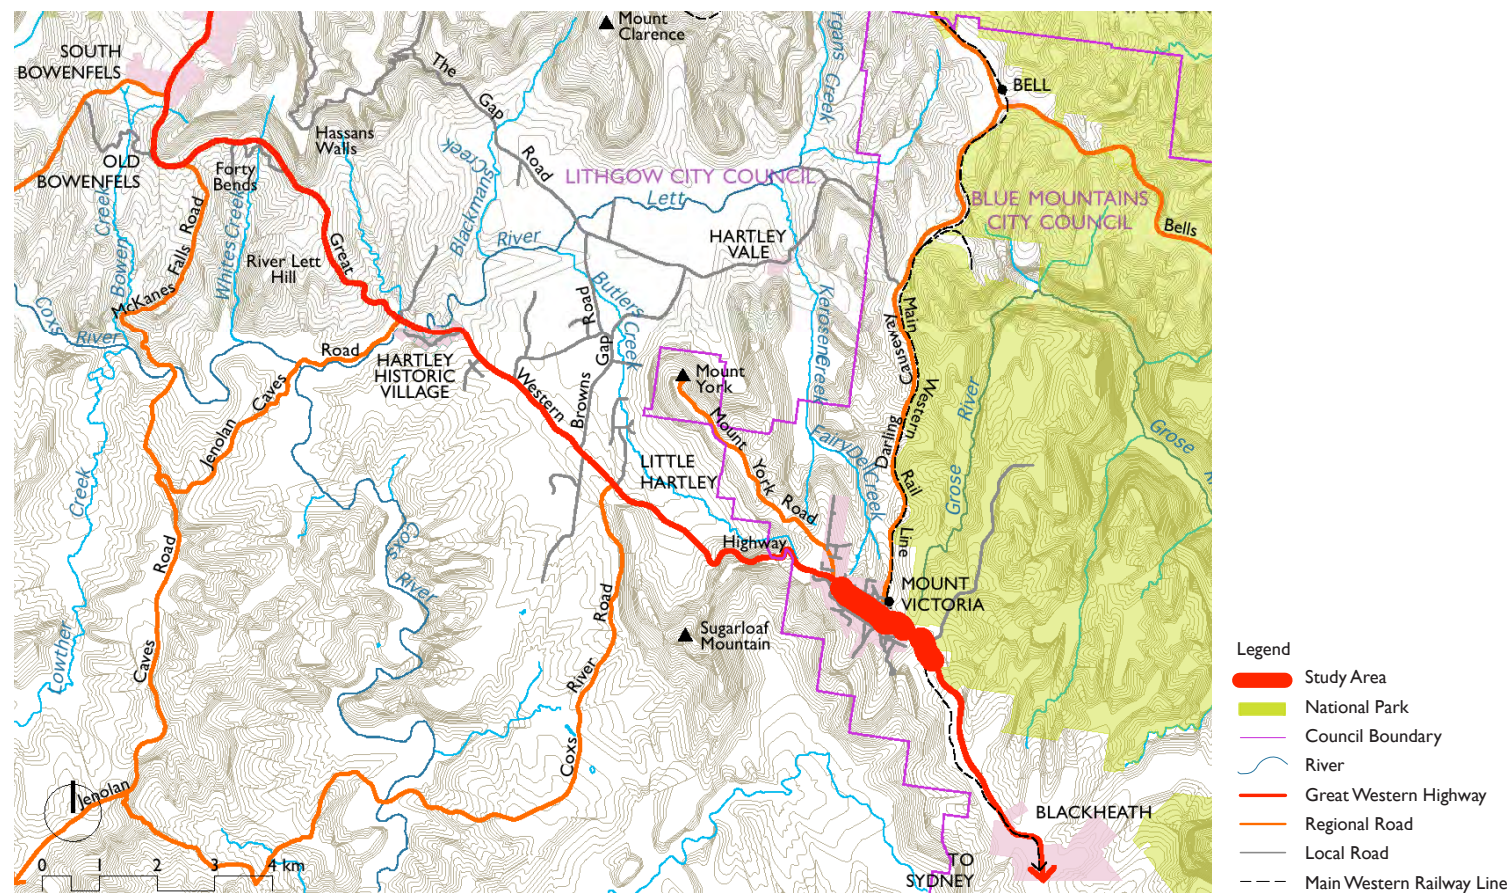 Mount
Clarence
SOUTH
BOWENFELS
The
Gap
Road
BELL
Hassans
Walls
OLD
BOWENFELS
Forty
Bends
Creek
Bowen
Whites Creek
Blackmans
Creek
rgans
Creek
LITHGOW CITY COUNCIL
Lett
River
BLUE MOUNTAINS
CITY COUNCIL
Bells
HARTLEY
VALE
River Lett
Hill
Great
McKanes
Falls
Road
Coxs
River
Butlers
Creek
Kerosene
Creek
Main
Western
Rail
Line
Causeway
Darling
HARTLEY
HISTORIC
VILLAGE
Road
Caves
Jenolan
Western
Browns
Gap
Road
Mount
York
Mount
York
Road
Grose
River
Grose
Fairy Dell Creek
LITTLE
HARTLEY
Highway
Creek
Lowther
Coxs
River
Road
Caves
Jenolan
MOUNT
VICTORIA
Sugarloaf
Mountain
Road
River
Coxs
BLACKHEATH
TO
SYDNEY
0 1 2 3 4 km
Legend
Study Area
National Park
Council Boundary
River
Great Western Highway
Regional Road
Local Road
Main Western Railway Line